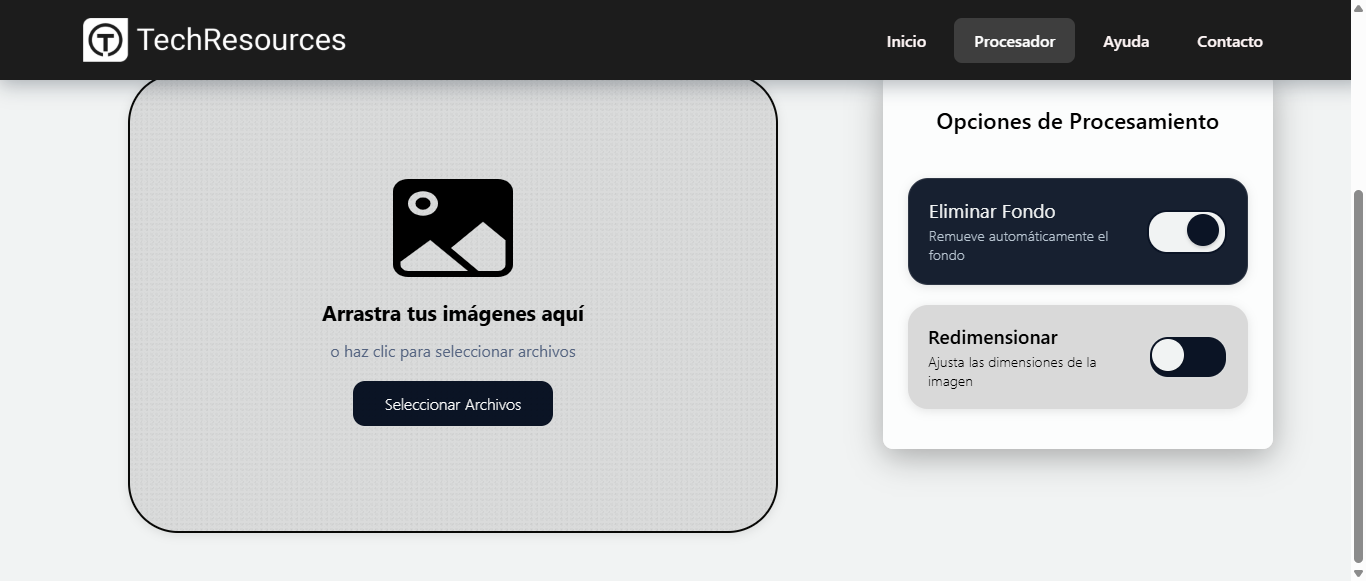 TechResources
Inicio
Procesador
Ayuda
Contacto
Arrastra tus imágenes aquí
o haz clic para seleccionar archivos
Seleccionar Archivos
Opciones de Procesamiento
Eliminar Fondo
Remueve automáticamente el
fondo
Redimensionar
Ajusta las dimensiones de la
imagen